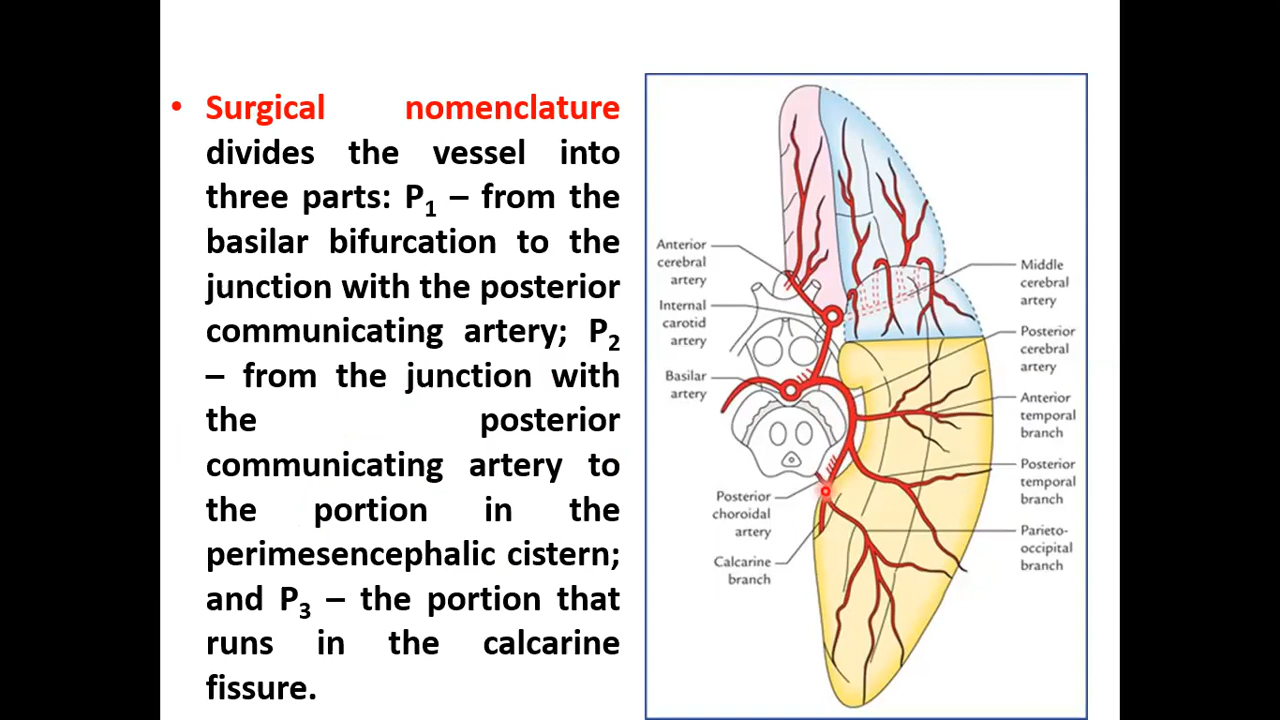 • Surgical nomenclature
divides the vessel into
three parts: P1 – from the
basilar bifurcation to the
junction with the posterior
communicating artery; P2
– from the junction with
the posterior
communicating artery to
the portion in the
perimesencephalic cistern;
and P3 – the portion that
runs in the calcarine
fissure.
Anterior
cerebral
artery
Internal
carotid
artery
Basilar
artery
Posterior
choroidal
artery
Calcarine
branch
Middle
cerebral
artery
Posterior
cerebral
artery
Anterior
temporal
branch
Posterior
temporal
branch
Parieto-
occipital
branch